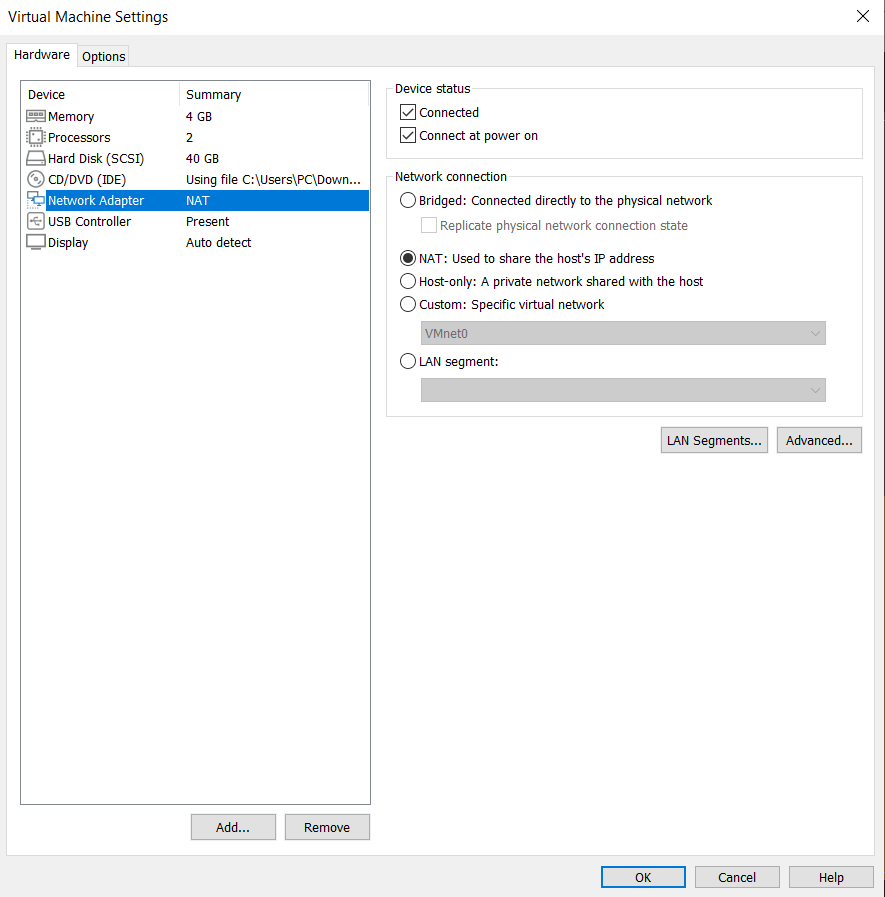 Virtual Machine Settings
Hardware Options
Device Summary
Memory 4 GB
Processors 2
Hard Disk (SCSI) 40 GB
CD/DVD (IDE) Using file C:\Users\PC\Down...
Network Adapter NAT
USB Controller Present
Display Auto detect
Add... Remove
Device status
Connected
Connect at power on
Network connection
Bridged: Connected directly to the physical network
Replicate physical network connection state
NAT: Used to share the host's IP address
Host-only: A private network shared with the host
Custom: Specific virtual network
VMnet0
LAN segment:
LAN Segments... Advanced...
OK Cancel Help